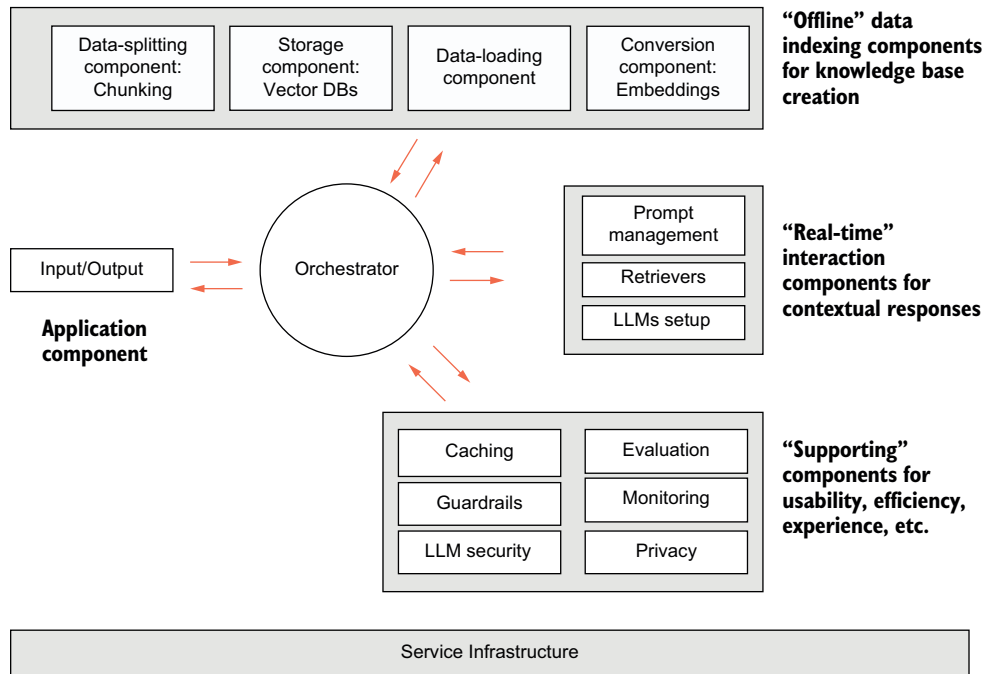 Data-splitting
component:
Chunking
Storage
component:
Vector DBs
Data-loading
component
Conversion
component:
Embeddings
“Offline” data
indexing components
for knowledge base
creation
Input/Output
Application
component
Orchestrator
Prompt
management
Retrievers
LLMs setup
“Real-time”
interaction
components for
contextual responses
Caching
Evaluation
Guardrails
Monitoring
LLM security
Privacy
“Supporting”
components for
usability, efficiency,
experience, etc.
Service Infrastructure